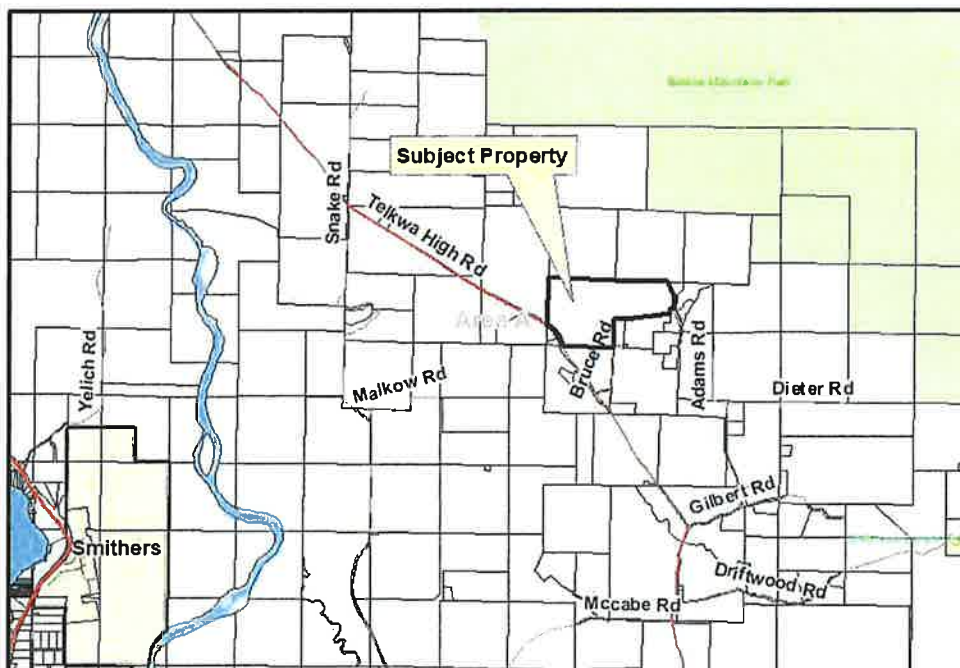 Subject Property
Snake Rd
Telkwa High Rd
Area A
Bruce Rd
Adams Rd
Yelich Rd
Malkow Rd
Dieter Rd
Gilbert Rd
Smithers
Driftwood Rd
Mccabe Rd